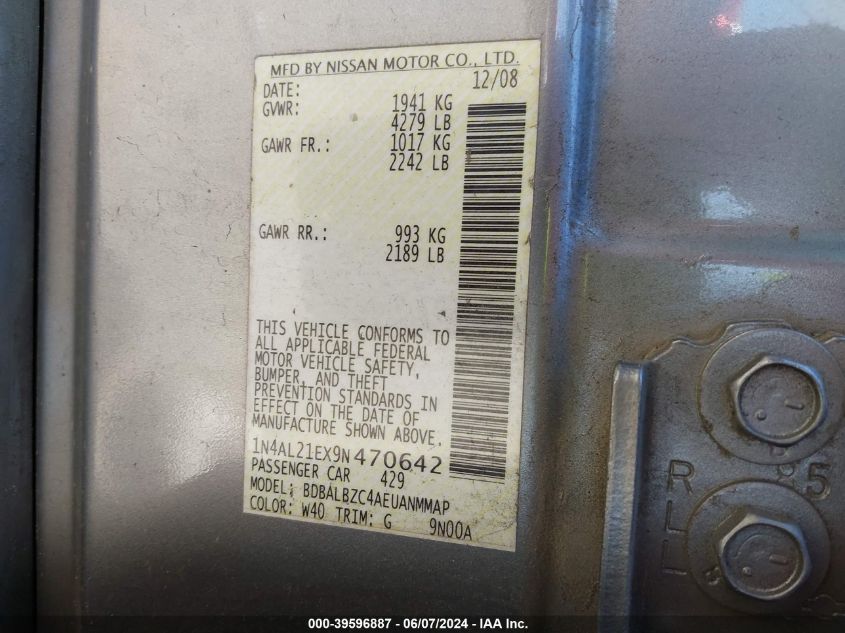 MFD BY NISSAN MOTOR CO., LTD.
DATE: 12/08
GVWR: 1941 KG
4279 LB
GAWR FR.: 1017 KG
2242 LB
GAWR RR.: 993 KG
2189 LB
THIS VEHICLE CONFORMS TO
ALL APPLICABLE FEDERAL
MOTOR VEHICLE SAFETY,
BUMPER, AND THEFT
PREVENTION STANDARDS IN
EFFECT ON THE DATE OF
MANUFACTURE SHOWN ABOVE.
1N4AL21EX9N470642
PASSENGER CAR 429
MODEL: BDBALBZC4AEUANMMAP
COLOR: W40 TRIM: G 9N00A
R 85
L
L
000-39596887 - 06/07/2024 - IAA Inc.